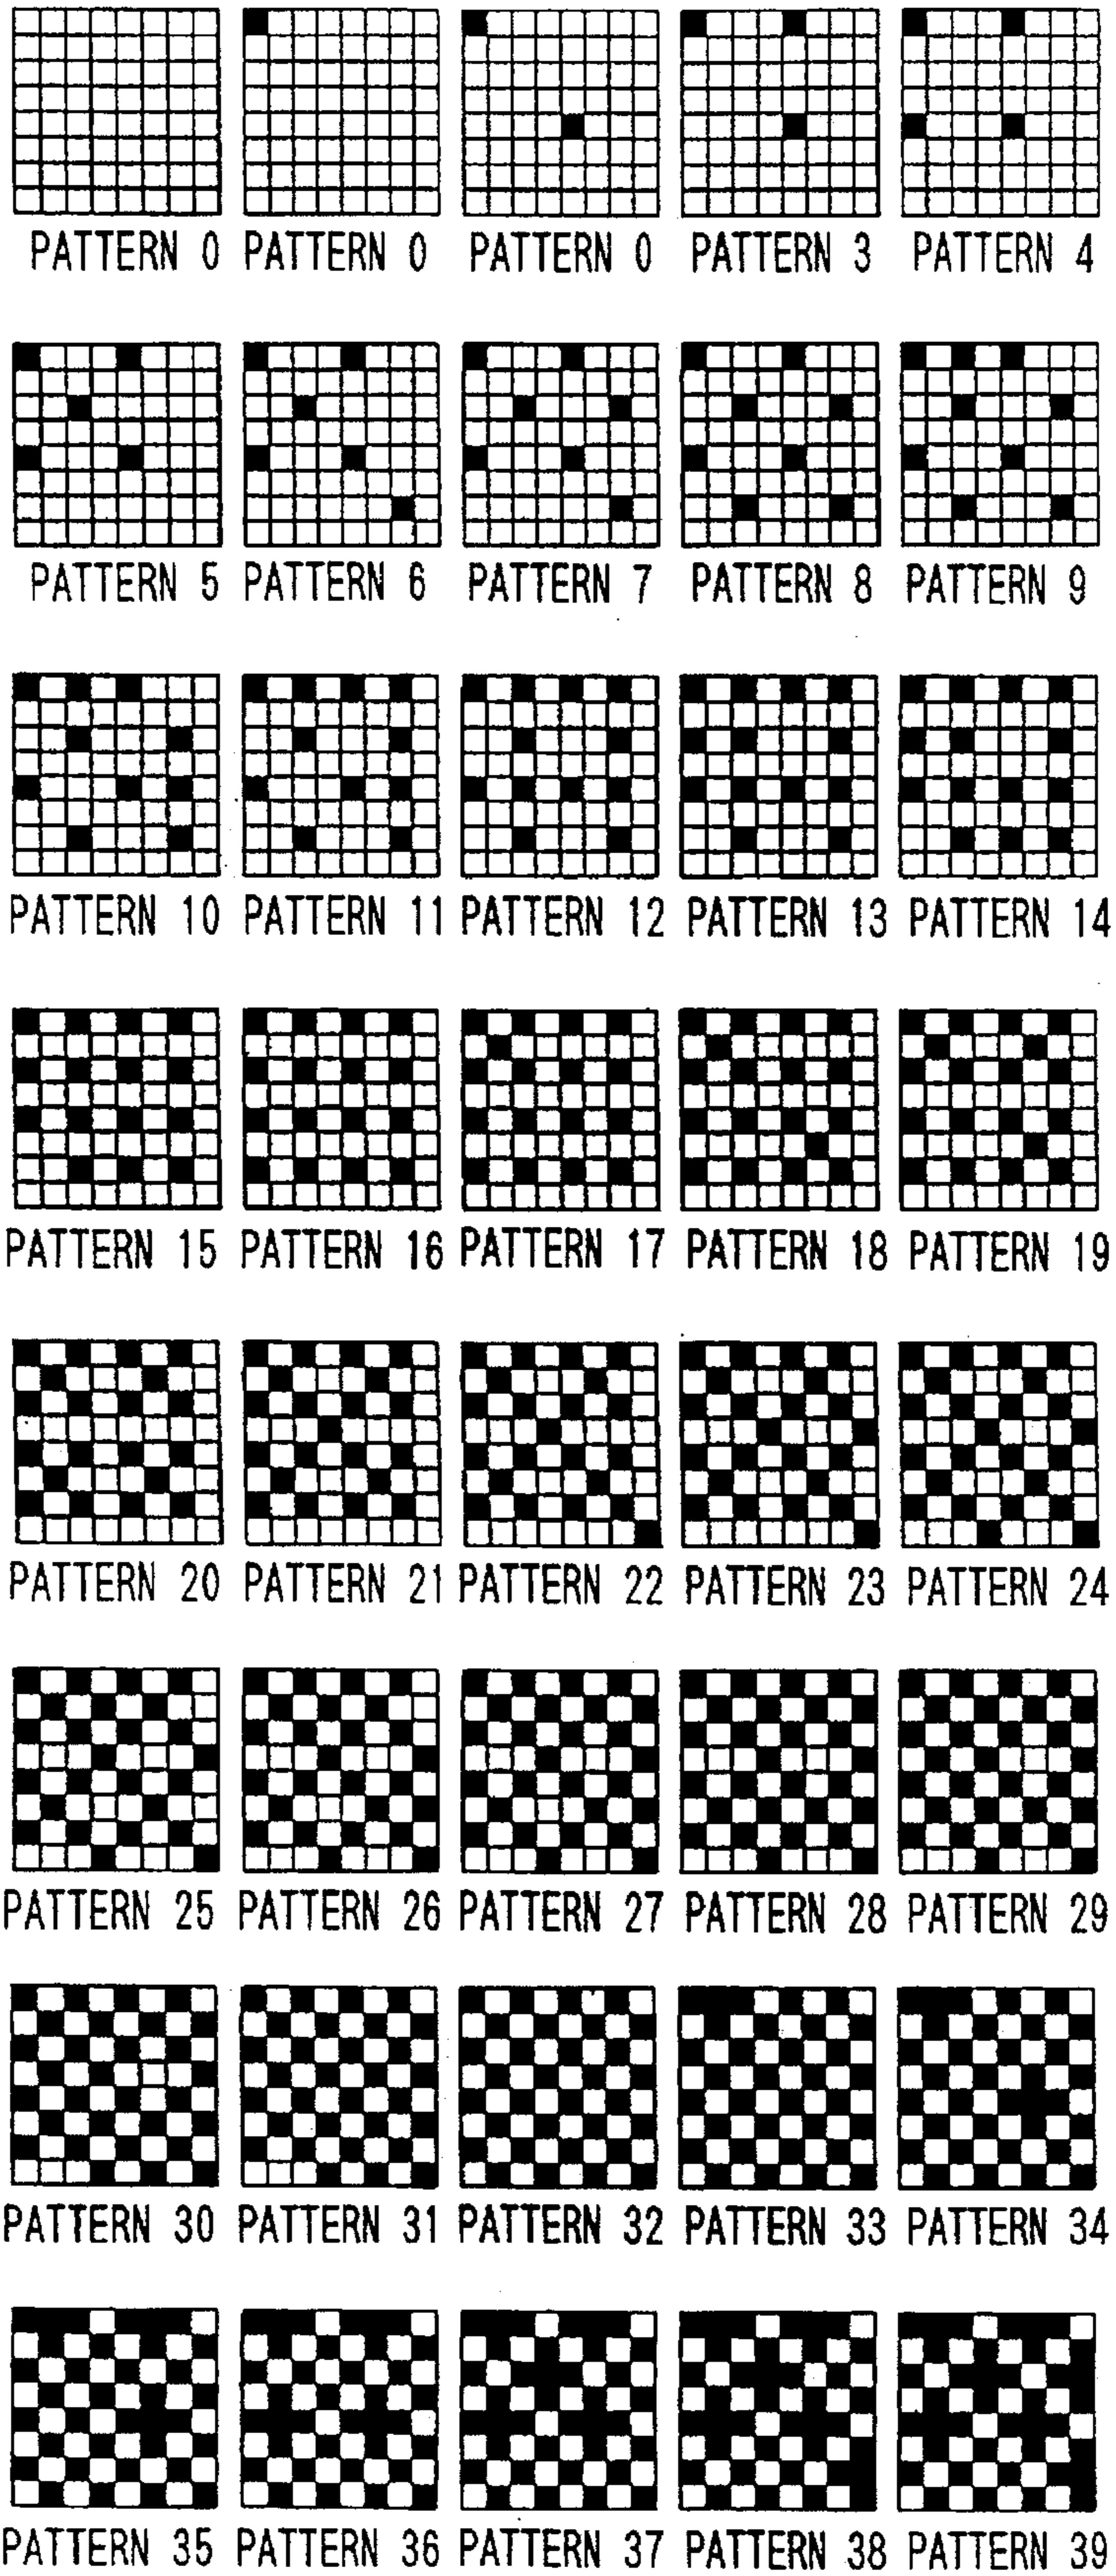 PATTERN 0 PATTERN 0 PATTERN 0 PATTERN 3 PATTERN 4
PATTERN 5 PATTERN 6 PATTERN 7 PATTERN 8 PATTERN 9
PATTERN 10 PATTERN 11 PATTERN 12 PATTERN 13 PATTERN 14
PATTERN 15 PATTERN 16 PATTERN 17 PATTERN 18 PATTERN 19
PATTERN 20 PATTERN 21 PATTERN 22 PATTERN 23 PATTERN 24
PATTERN 25 PATTERN 26 PATTERN 27 PATTERN 28 PATTERN 29
PATTERN 30 PATTERN 31 PATTERN 32 PATTERN 33 PATTERN 34
PATTERN 35 PATTERN 36 PATTERN 37 PATTERN 38 PATTERN 39